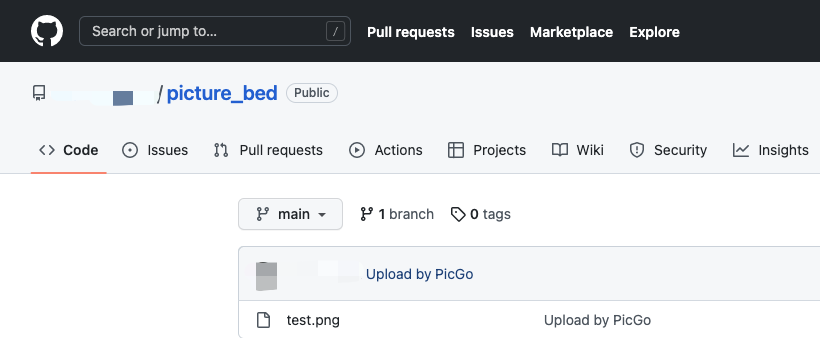 Search or jump to... / Pull requests Issues Marketplace Explore
/ picture_bed Public
Code Issues Pull requests Actions Projects Wiki Security Insights
main 1 branch 0 tags
Upload by PicGo
test.png Upload by PicGo